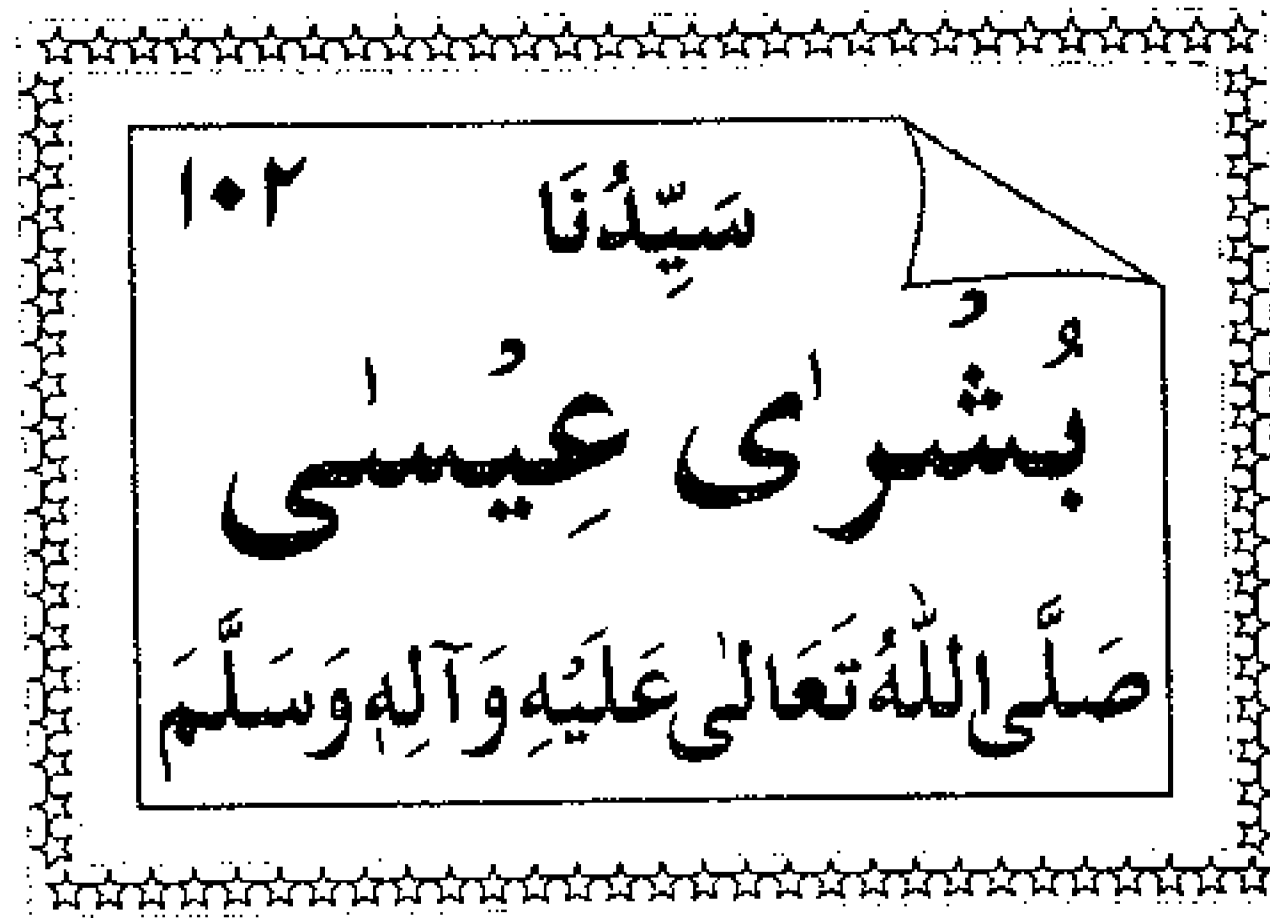 ١٠٢
سَيِّدُنَا
بُشْرٰى عِيْسٰى
صَلَّى اللّٰهُ تَعَالٰى عَلَيْهِ وَآلِهٖ وَسَلَّمَ